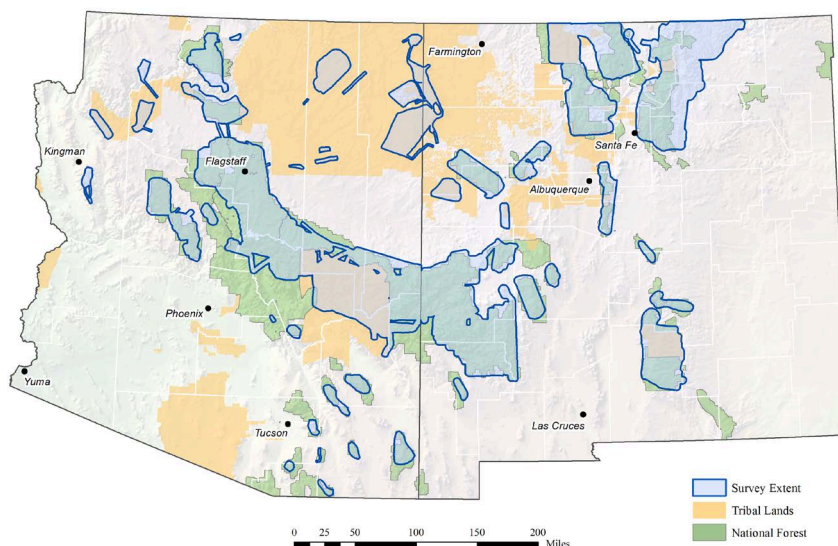 Farmington
Santa Fe
Kingman
Flagstaff
Albuquerque
Phoenix
Yuma
Las Cruces
Tucson
Survey Extent
Tribal Lands
National Forest
0 25 50 100 150 200
Miles